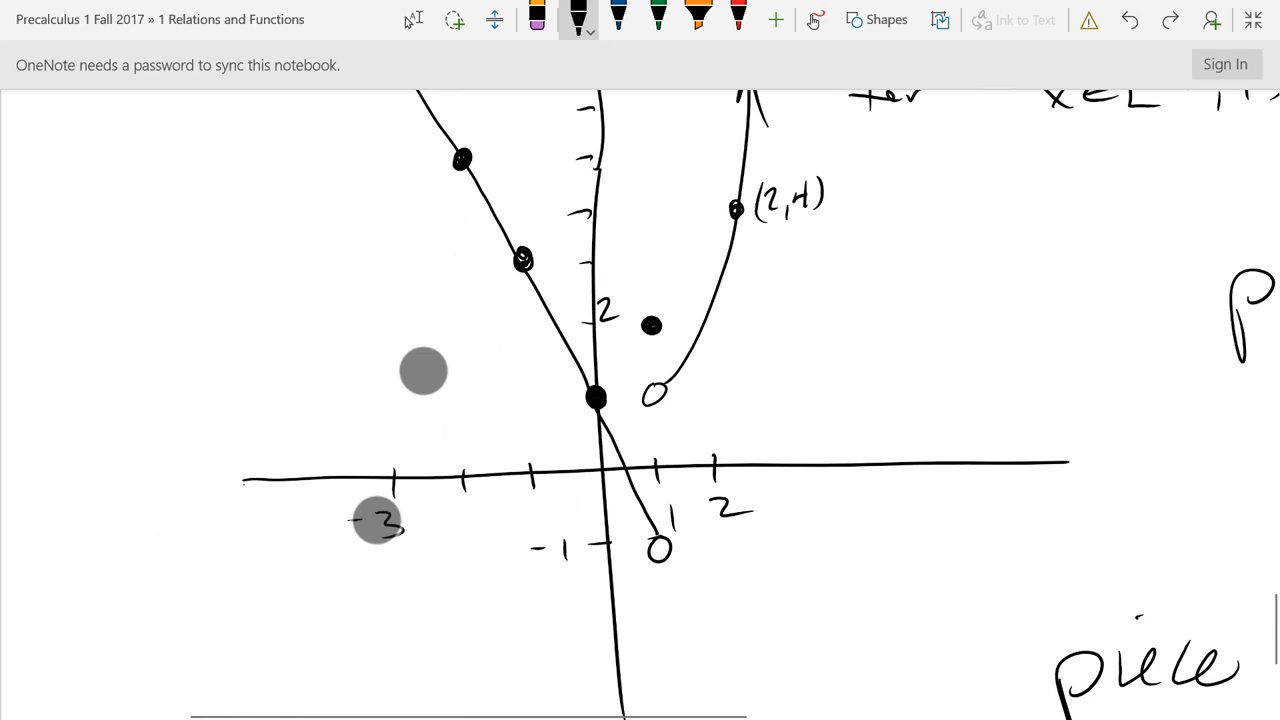 Precalculus 1 Fall 2017 » 1 Relations and Functions
Ink to Text
Shapes
OneNote needs a password to sync this notebook.
Sign In
for
(2,4)
2
P
-3
1
2
-1
piece